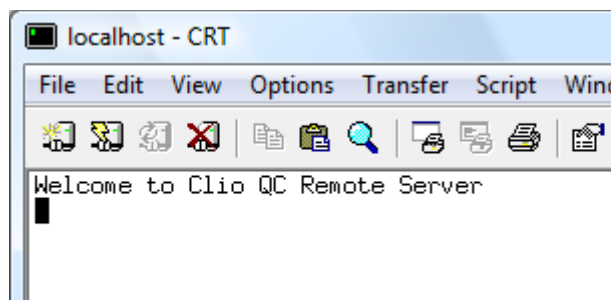 localhost - CRT
File Edit View Options Transfer Script
Welcome to Clio QC Remote Server